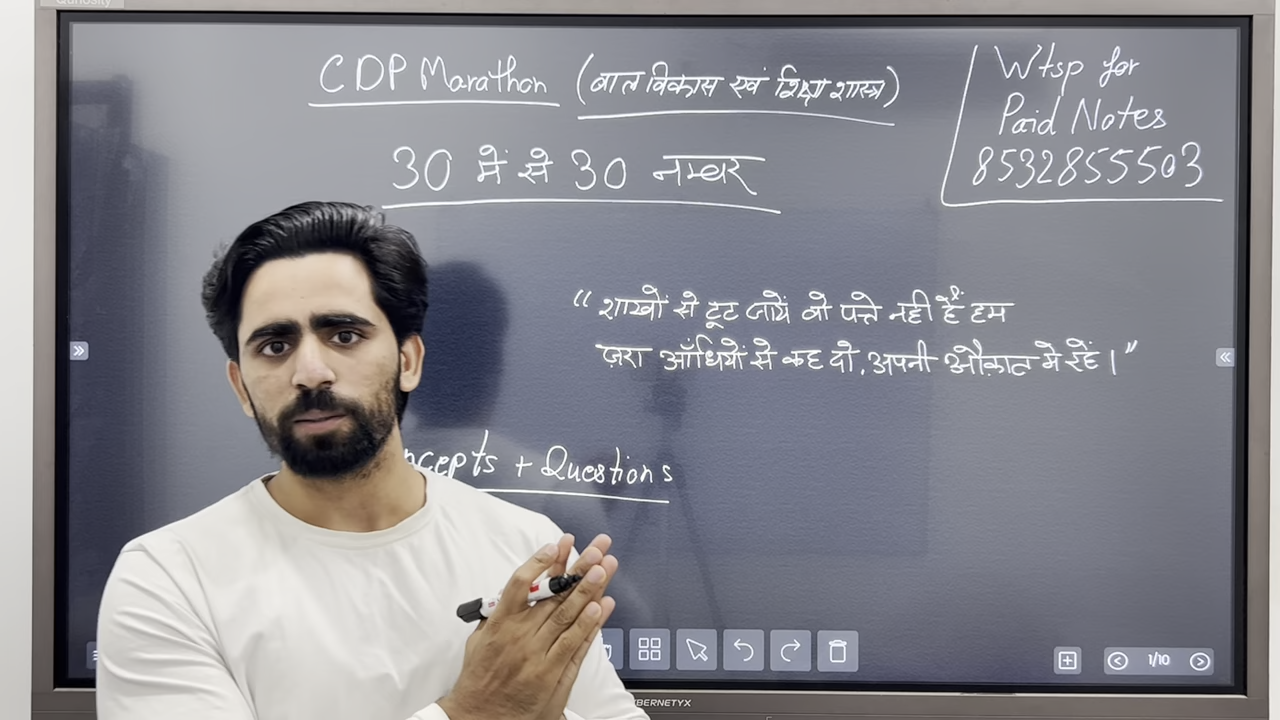 CDP Marathon (बाल विकास एवं शिक्षा शास्त्र)
30 में से 30 नम्बर
Wtsp for
Paid Notes
8532855503
“शाखों से टूट जायें वो पत्ते नही हैं हम
ज़रा आँधियों से कह दो, अपनी औक़ात मे रहें।”
ncepts + Questions
1/10
BERNETYX